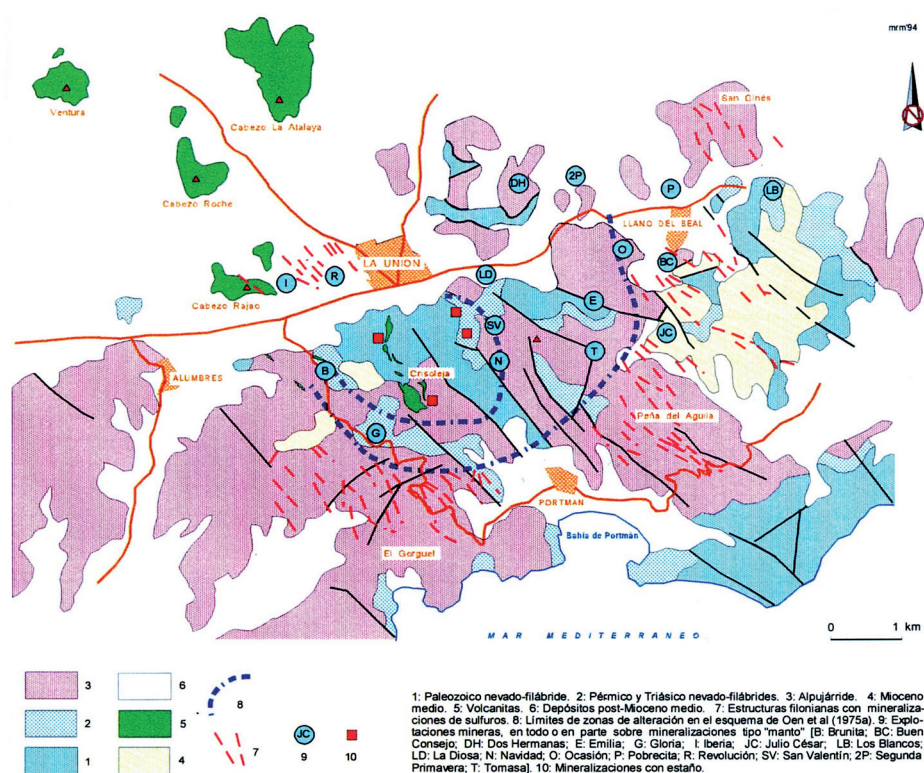 mrm'94
San Ginés
Ventura
Cabezo La Atalaya
DH
2P
P
LB
Cabezo Roche
LLANO DEL BEAL
O
LA UNION
BC
I
R
LD
Cabezo Rajao
E
SV
JC
N
T
ALUMBRES
B
Crisoleja
Peña del Aguila
G
PORTMAN
Bahía de Portmán
El Gorguel
MAR MEDITERRANEO
0 1 km
3 6
8
2 5
1 4
7
JC
9 10
1: Paleozoico nevado-filábride. 2: Pérmico y Triásico nevado-filábrides. 3: Alpujárride. 4: Mioceno
medio. 5: Volcanitas. 6: Depósitos post-Mioceno medio. 7: Estructuras filonianas con mineraliza-
ciones de sulfuros. 8: Límites de zonas de alteración en el esquema de Oen et al (1975a). 9: Explo-
taciones mineras, en todo o en parte sobre mineralizaciones tipo "manto" [B: Brunita; BC: Buen
Consejo; DH: Dos Hermanas; E: Emilia; G: Gloria; I: Iberia; JC: Julio César; LB: Los Blancos;
LD: La Diosa; N: Navidad; O: Ocasión; P: Pobrecita; R: Revolución; SV: San Valentín; 2P: Segunda
Primavera; T: Tomasa]. 10: Mineralizaciones con estaño.